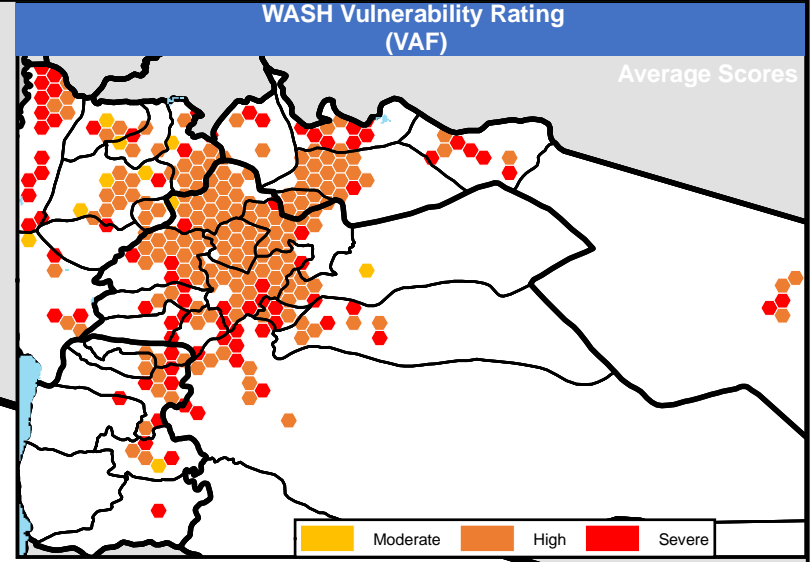 WASH Vulnerability Rating
(VAF)
Average Scores
Moderate High Severe